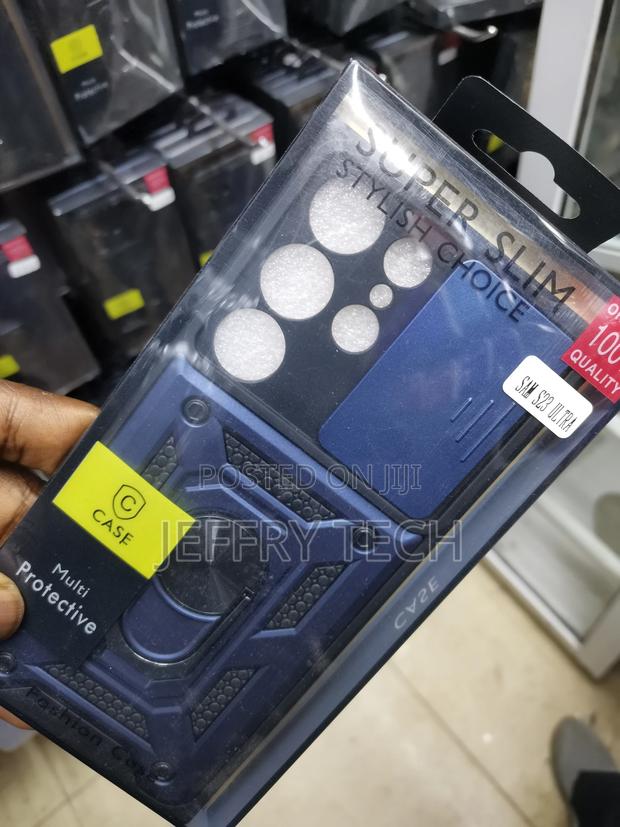 SUPER SLIM
STYLISH CHOICE
100
QUALITY
SAM S23 ULTRA
POSTED ON JIJI
JEFFRY TECH
C
CASE
Multi
Protective
CASE
Fashion Case